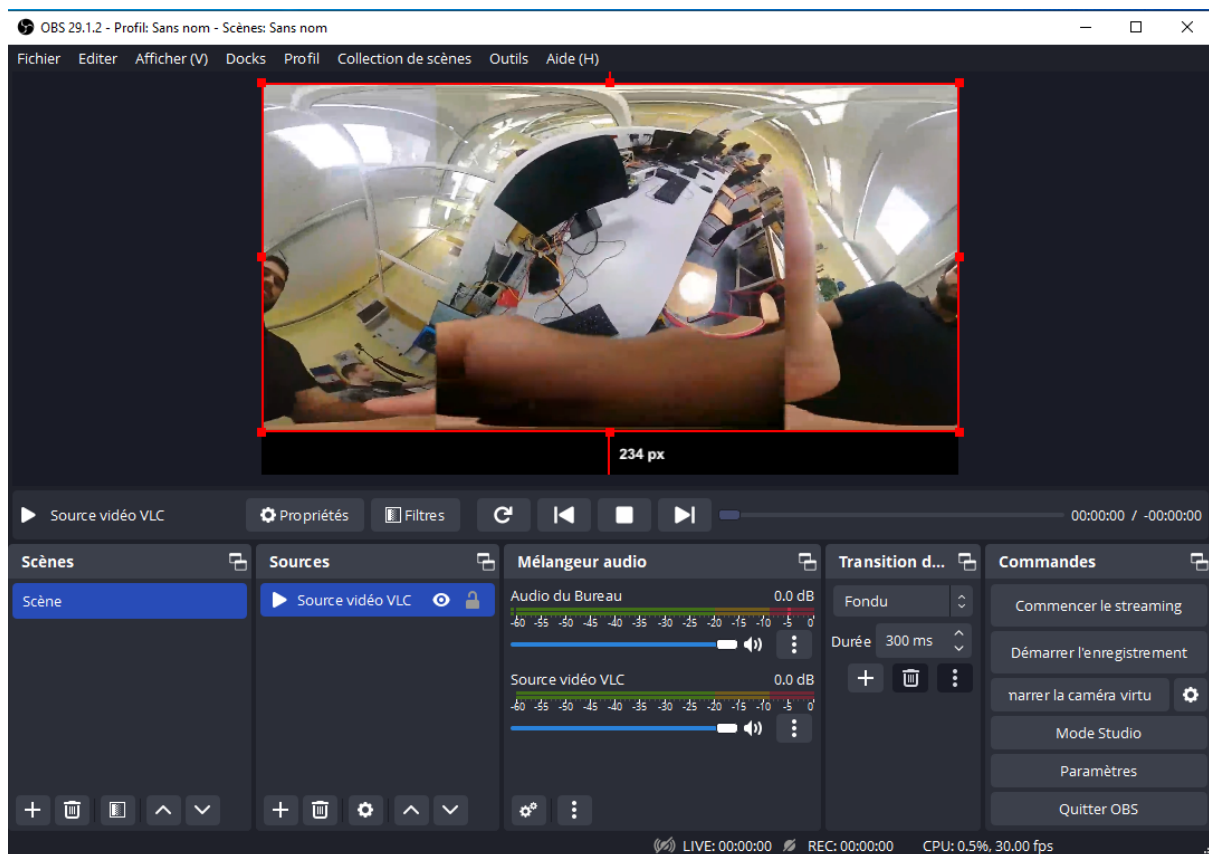 OBS 29.1.2 - Profil: Sans nom - Scènes: Sans nom
Fichier Editer Afficher (V) Docks Profil Collection de scènes Outils Aide (H)
234 px
Source vidéo VLC Propriétés Filtres 00:00:00 / -00:00:00
Scènes
Scène
Sources
Source vidéo VLC
Mélangeur audio
Audio du Bureau 0.0 dB
-60 -55 -50 -45 -40 -35 -30 -25 -20 -15 -10 -5 0
Source vidéo VLC 0.0 dB
-60 -55 -50 -45 -40 -35 -30 -25 -20 -15 -10 -5 0
Transition d...
Fondu
Durée 300 ms
Commandes
Commencer le streaming
Démarrer l'enregistrement
narrer la caméra virtu
Mode Studio
Paramètres
Quitter OBS
LIVE: 00:00:00 REC: 00:00:00 CPU: 0.5%, 30.00 fps